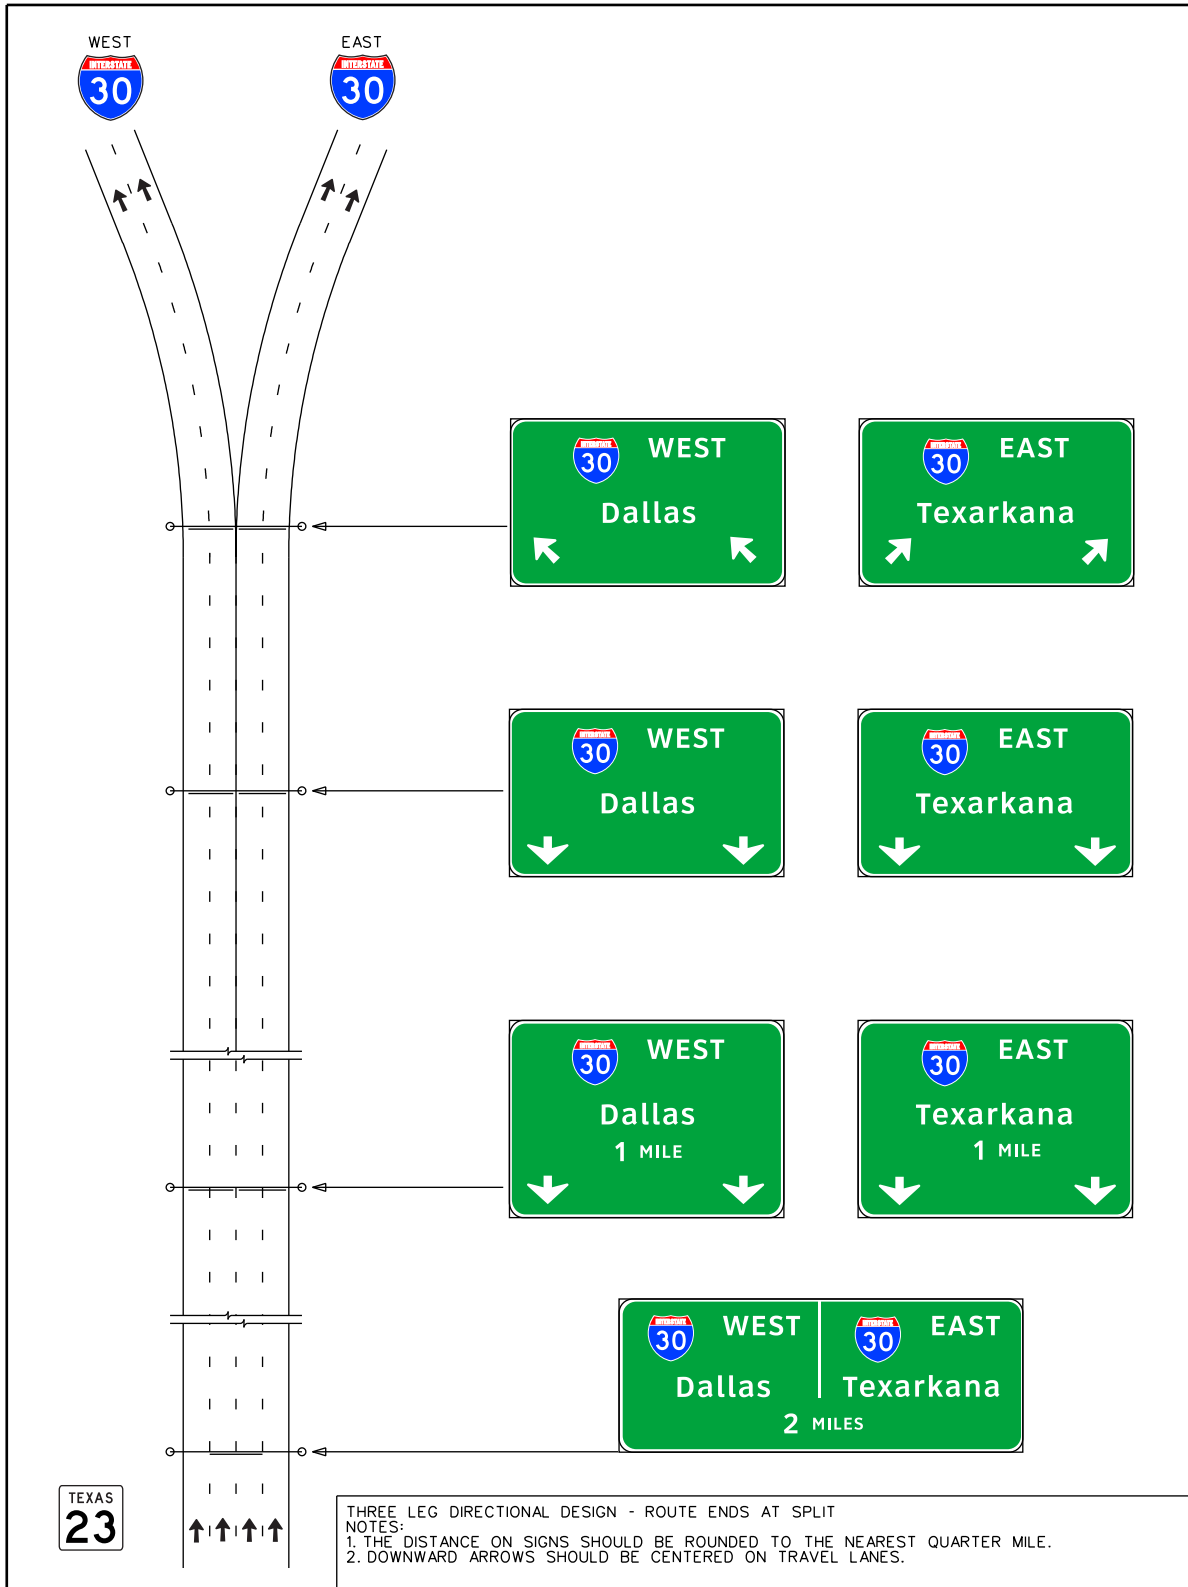 WEST
INTERSTATE
30
EAST
INTERSTATE
30
INTERSTATE
30
WEST
Dallas
INTERSTATE
30
EAST
Texarkana
INTERSTATE
30
WEST
Dallas
INTERSTATE
30
EAST
Texarkana
INTERSTATE
30
WEST
Dallas
1 MILE
INTERSTATE
30
EAST
Texarkana
1 MILE
INTERSTATE
30
WEST
Dallas
INTERSTATE
30
EAST
Texarkana
2 MILES
TEXAS
23
THREE LEG DIRECTIONAL DESIGN - ROUTE ENDS AT SPLIT
NOTES:
1. THE DISTANCE ON SIGNS SHOULD BE ROUNDED TO THE NEAREST QUARTER MILE.
2. DOWNWARD ARROWS SHOULD BE CENTERED ON TRAVEL LANES.